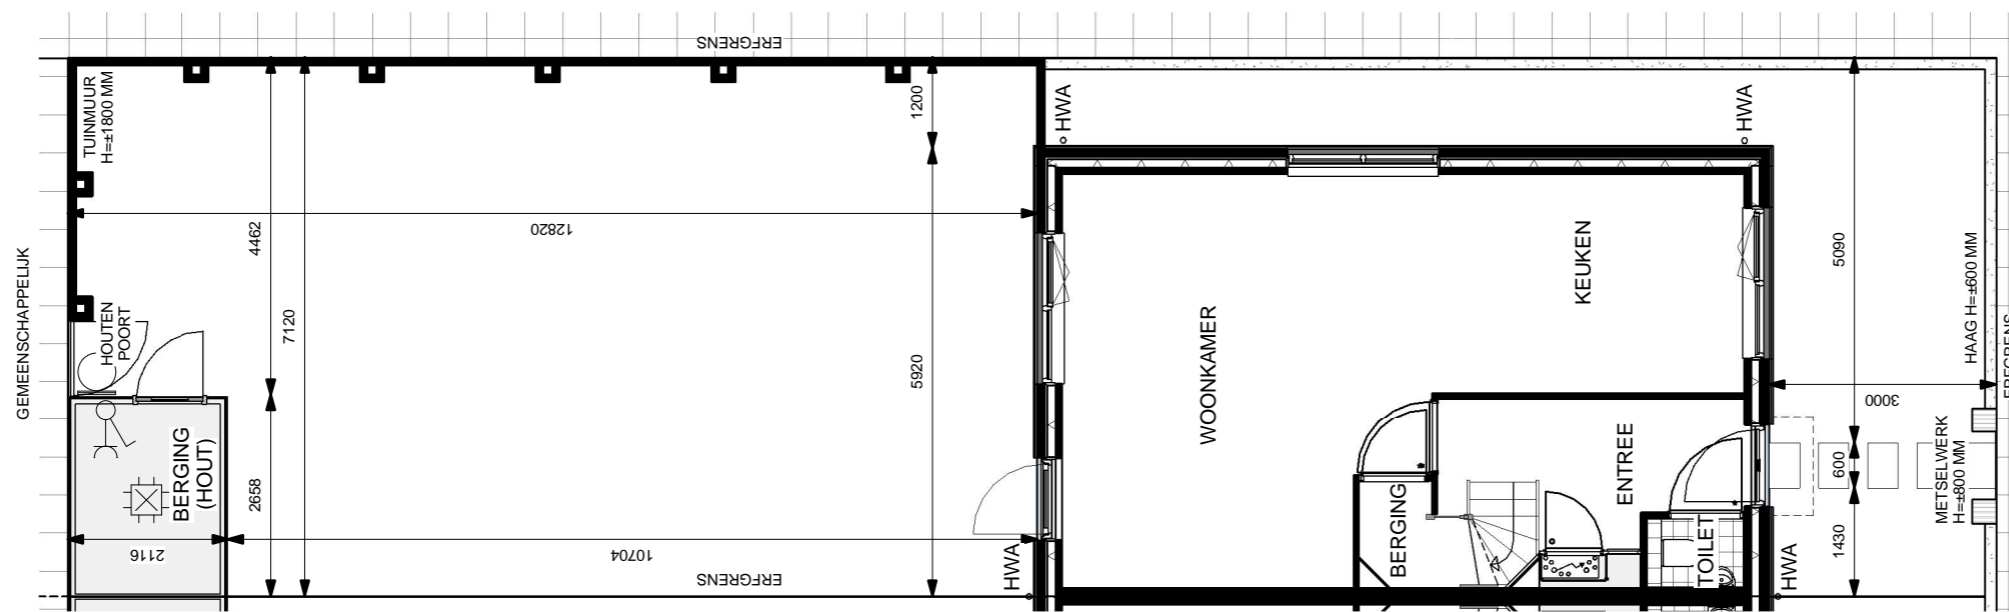 ERFGRENS
TUINMUUR
H=±1800 MM
1200
HWA
HWA
GEMEENSCHAPPELIJK
4462
12820
7120
5920
HOUTEN
POORT
WOONKAMER
KEUKEN
5090
HAAG H=±600 MM
ERFGRENS
3000
BERGING
(HOUT)
2658
2116
10704
ERFGRENS
HWA
BERGING
ENTREE
TOILET
HWA
600
1430
METSELWERK
H=±800 MM